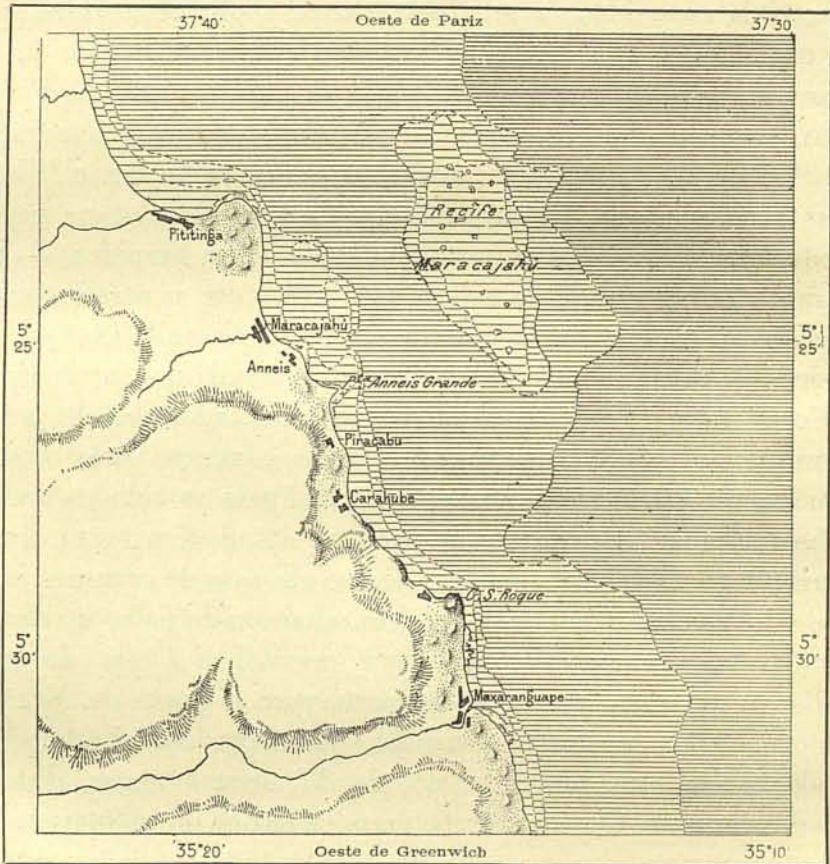 37°40'
Oeste de Pariz
37°30'
Pititinga
Recife
Maracajahú
Maracajahú
5°
25'
5°
25'
Anneis
Pta Anneis Grande
Piracabu
Carahube
C. S. Roque
5°
30'
5°
30'
Maxaranguape
35°20'
Oeste de Greenwich
35°10'